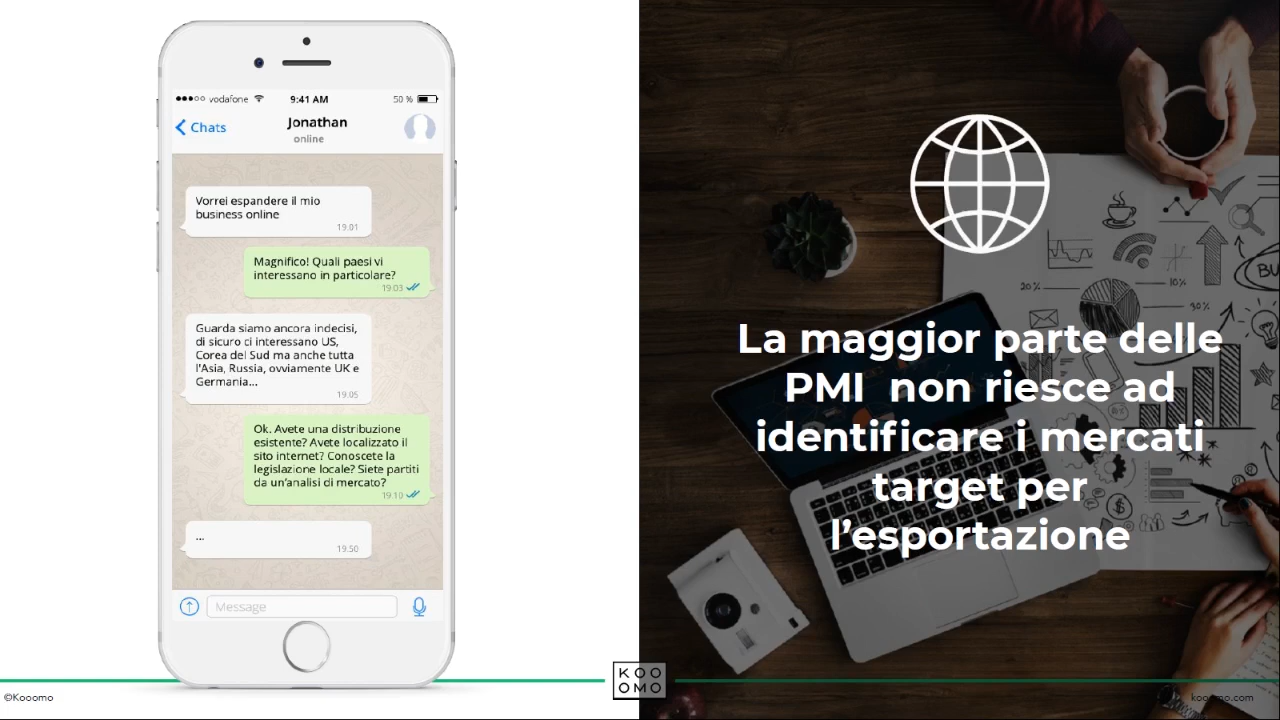 vodafone 9:41 AM 50 %
Chats
Jonathan
online
Vorrei espandere il mio
business online
19.01
Magnifico! Quali paesi vi
interessano in particolare?
19.03
Guarda siamo ancora indecisi,
di sicuro ci interessano US,
Corea del Sud ma anche tutta
l'Asia, Russia, ovviamente UK e
Germania...
19.05
Ok. Avete una distribuzione
esistente? Avete localizzato il
sito internet? Conoscete la
legislazione locale? Siete partiti
da un'analisi di mercato?
19.10
...
19.50
Message
©Kooomo
KOO
OMO
La maggior parte delle
PMI non riesce ad
identificare i mercati
target per
l’esportazione
20%
10%
30%
BU
kooomo.com